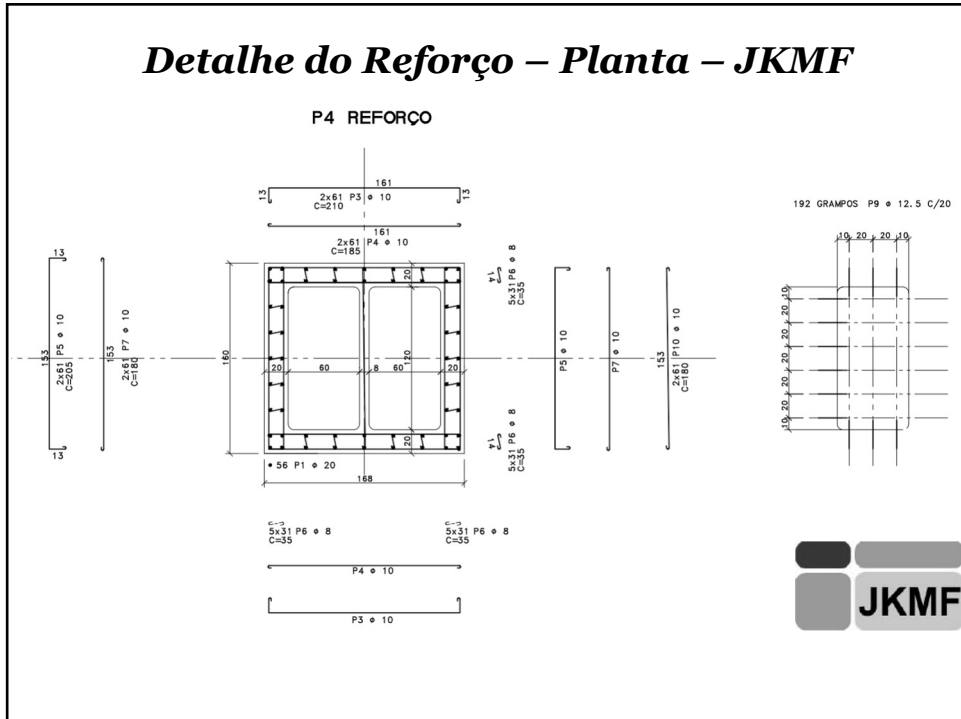 Detalhe do Reforço – Planta – JKMF
P4 REFORÇO
161
13
13
2x61 P3 ø 10
C=210
161
2x61 P4 ø 10
C=185
192 GRAMPOS P9 ø 12.5 C/20
10 20 20 10
13
153
2x61 P5 ø 10
C=205
13
153
2x61 P7 ø 10
C=180
160
20
20 60 8 60 20
120
20
14
5x31 P6 ø 8
C=35
14
5x31 P6 ø 8
C=35
P5 ø 10
P7 ø 10
153
2x61 P10 ø 10
C=180
10
20
20
20
20
20
10
• 56 P1 ø 20
168
5x31 P6 ø 8
C=35
5x31 P6 ø 8
C=35
P4 ø 10
P3 ø 10
JKMF